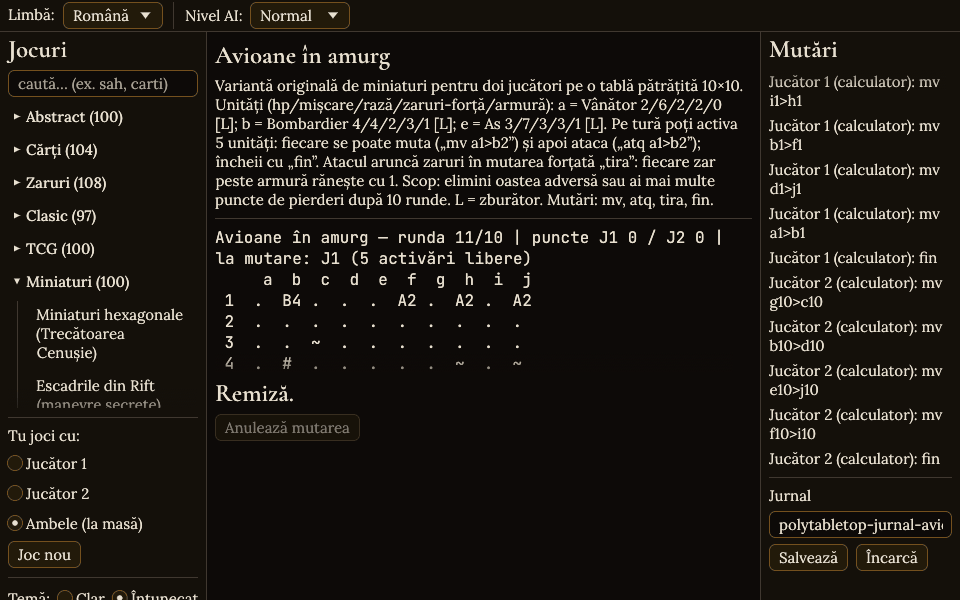 Limbă: Română ▼ Nivel AI: Normal ▼
Jocuri
caută... (ex. sah, carti)
▸ Abstract (100)
▸ Cărți (104)
▸ Zaruri (108)
▸ Clasic (97)
▸ TCG (100)
▾ Miniaturi (100)
Miniaturi hexagonale
(Trecătoarea
Cenușie)
Escadrile din Rift
(manevre secrete)
Tu joci cu:
Jucător 1
Jucător 2
Ambele (la masă)
Joc nou
Temă: Clar Întunecat
Avioane în amurg
Variantă originală de miniaturi pentru doi jucători pe o tablă pătrățită 10×10.
Unități (hp/mișcare/rază/zaruri-forță/armură): a = Vânător 2/6/2/2/0
[L]; b = Bombardier 4/4/2/3/1 [L]; e = As 3/7/3/3/1 [L]. Pe tură poți activa
5 unități: fiecare se poate muta („mv a1>b2”) și apoi ataca („atq a1>b2”);
închei cu „fin”. Atacul aruncă zaruri în mutarea forțată „tira”: fiecare zar
peste armură rănește cu 1. Scop: elimini oastea adversă sau ai mai multe
puncte de pierderi după 10 runde. L = zburător. Mutări: mv, atq, tira, fin.
Avioane în amurg — runda 11/10 | puncte J1 0 / J2 0 |
la mutare: J1 (5 activări libere)
a b c d e f g h i j
1 . B4 . . . A2 . A2 . A2
2 . . . . . . . . . .
3 . . ~ . . . . . . .
4 . # . . . . . ~ . ~
Remiză.
Anulează mutarea
Mutări
Jucător 1 (calculator): mv
i1>h1
Jucător 1 (calculator): mv
b1>f1
Jucător 1 (calculator): mv
d1>j1
Jucător 1 (calculator): mv
a1>b1
Jucător 1 (calculator): fin
Jucător 2 (calculator): mv
g10>c10
Jucător 2 (calculator): mv
b10>d10
Jucător 2 (calculator): mv
e10>j10
Jucător 2 (calculator): mv
f10>i10
Jucător 2 (calculator): fin
Jurnal
polytabletop-jurnal-avi
Salvează Încarcă